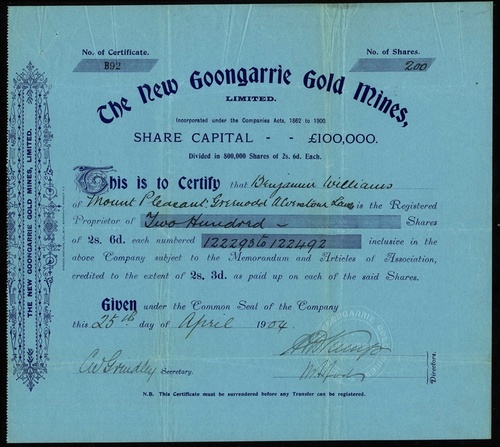 No. of Certificate.
B92
No. of Shares.
200
The New Goongarrie Gold Mines,
LIMITED.
Incorporated under the Companies Acts, 1862 to 1900.
SHARE CAPITAL - - £100,000.
Divided in 800,000 Shares of 2s. 6d. Each.
This is to Certify that Benjamin Williams
of Mount Pleasant, Alverstone is the Registered
Proprietor of Two Hundred Shares
of 2s. 6d. each numbered 122293 to 122492 inclusive in the
above Company subject to the Memorandum and Articles of Association,
credited to the extent of 2s. 3d. as paid up on each of the said Shares.
Given under the Common Seal of the Company
this 25th day of April 1904.
Secretary.
Directors.
N.B. This Certificate must be surrendered before any Transfer can be registered.
THE NEW GOONGARRIE GOLD MINES, LIMITED.